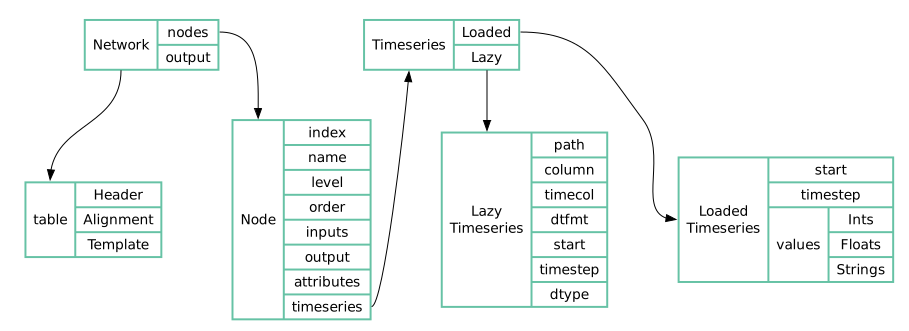 Network
nodes
output
Timeseries
Loaded
Lazy
table
Header
Alignment
Template
Node
index
name
level
order
inputs
output
attributes
timeseries
Lazy
Timeseries
path
column
timecol
dtfmt
start
timestep
dtype
Loaded
Timeseries
start
timestep
values
Ints
Floats
Strings